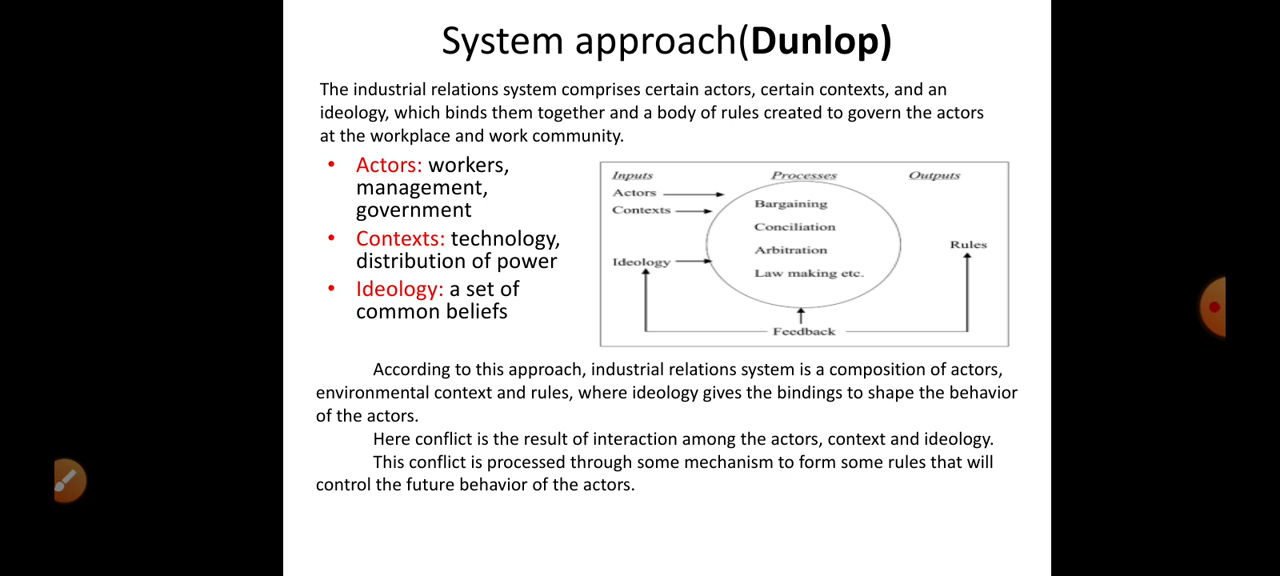 System approach(Dunlop)
The industrial relations system comprises certain actors, certain contexts, and an
ideology, which binds them together and a body of rules created to govern the actors
at the workplace and work community.
• Actors: workers,
management,
government
• Contexts: technology,
distribution of power
• Ideology: a set of
common beliefs
Inputs Processes Outputs
Actors
Contexts
Ideology
Bargaining
Conciliation
Arbitration
Law making etc.
Rules
Feedback
According to this approach, industrial relations system is a composition of actors,
environmental context and rules, where ideology gives the bindings to shape the behavior
of the actors.
Here conflict is the result of interaction among the actors, context and ideology.
This conflict is processed through some mechanism to form some rules that will
control the future behavior of the actors.